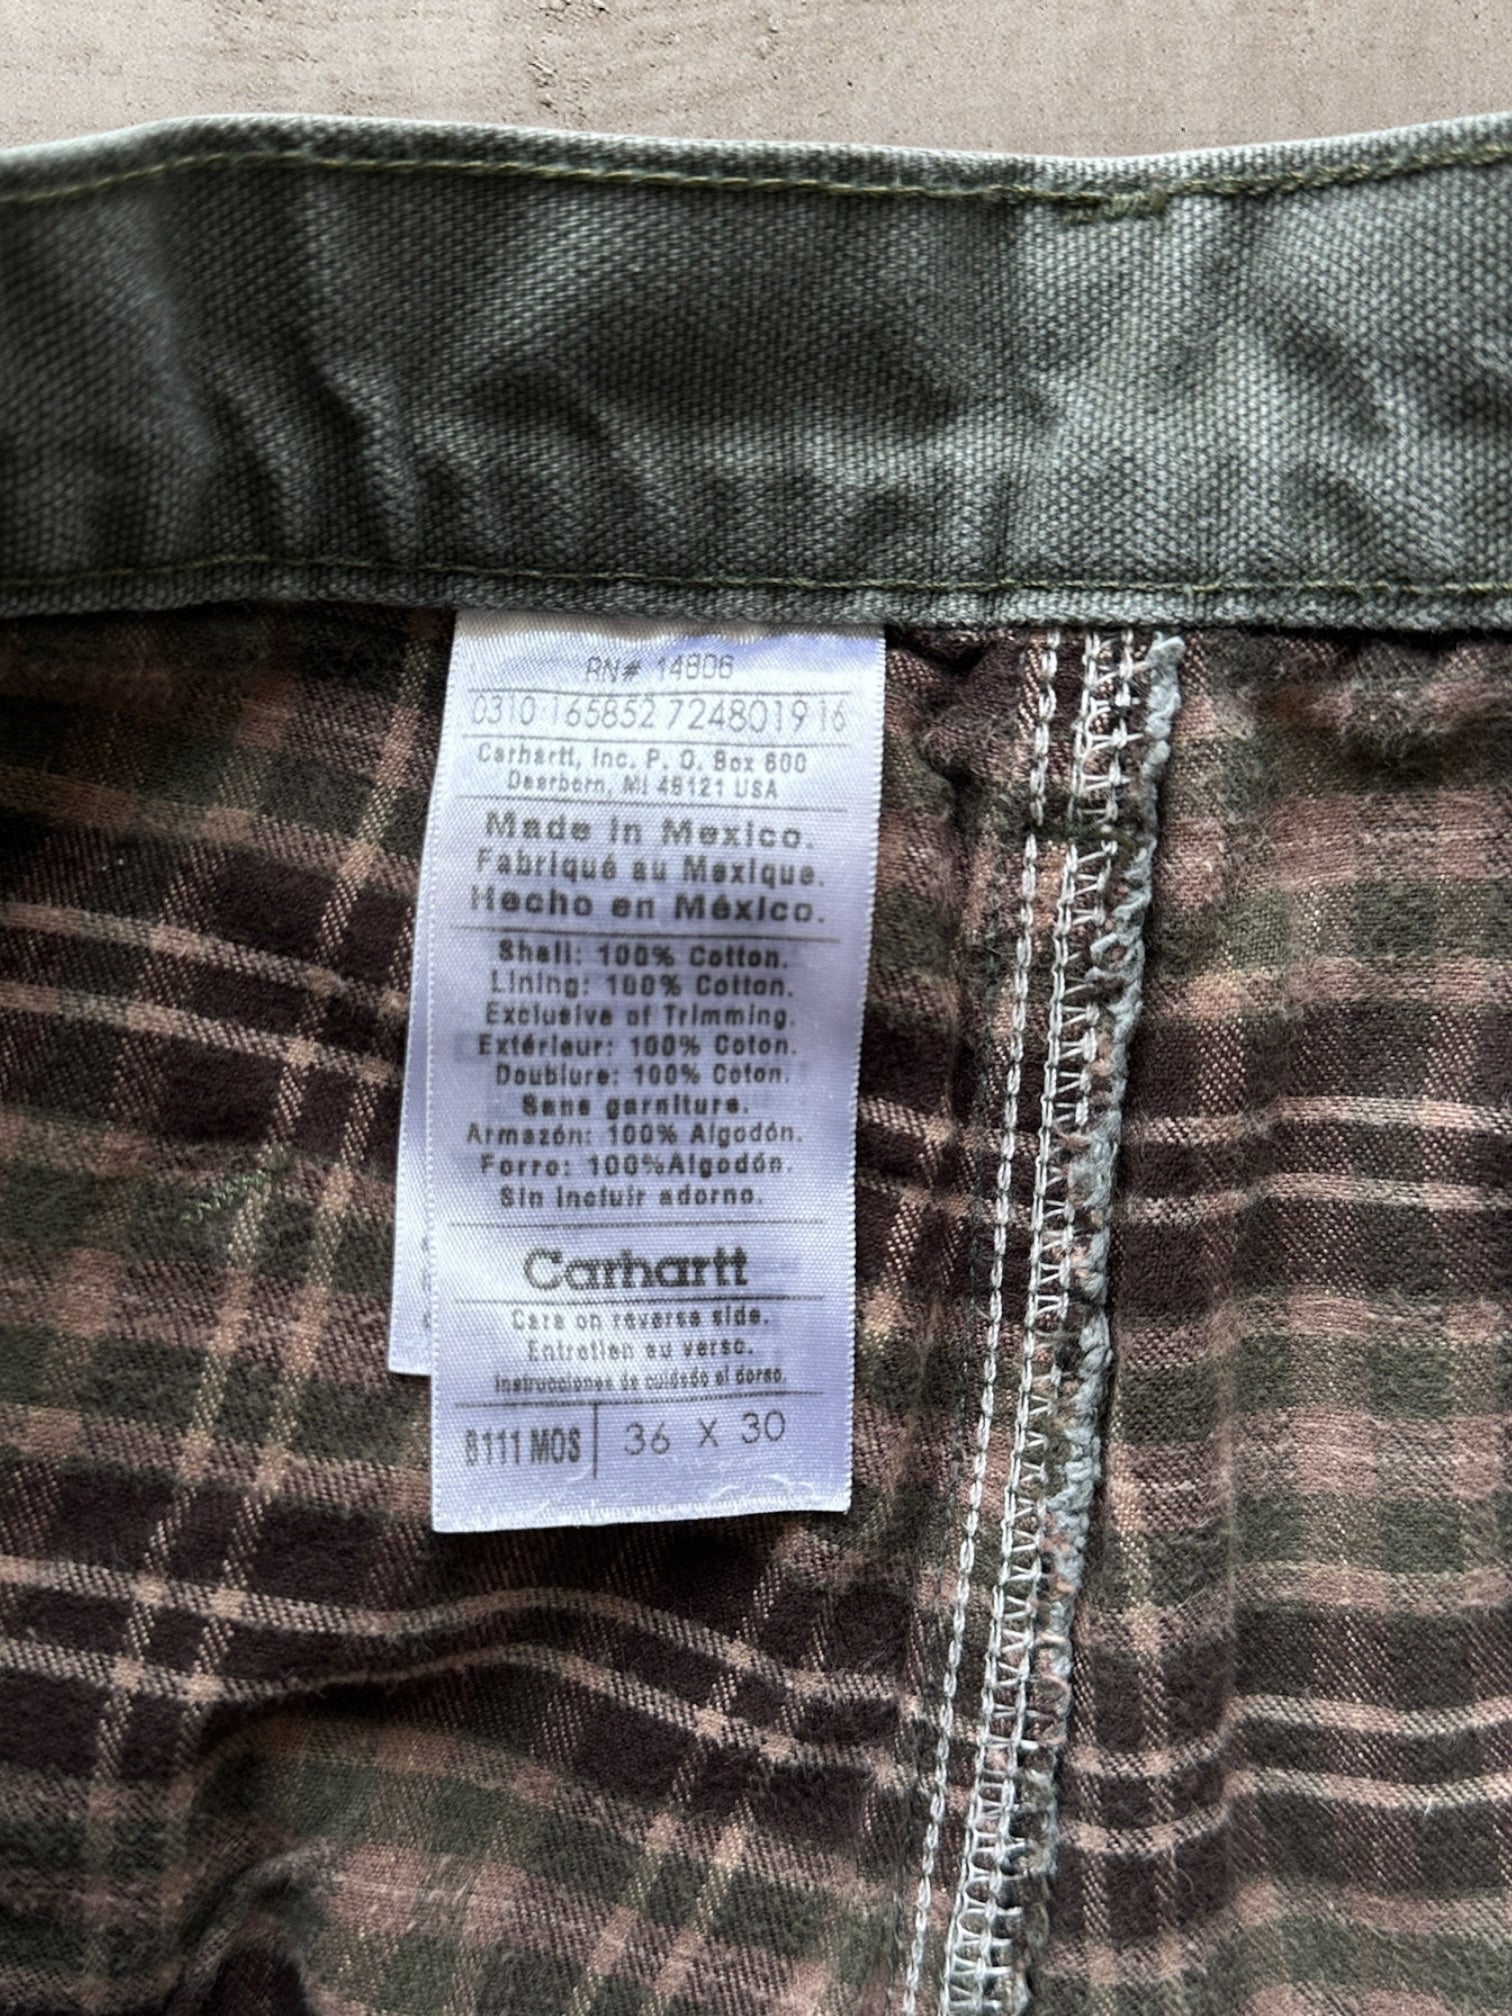 RN# 14806
0310 165852 7248019 16
Carhartt, Inc. P. O. Box 600
Dearborn, MI 48121 USA
Made in Mexico.
Fabriqué au Mexique.
Hecho en México.
Shell: 100% Cotton.
Lining: 100% Cotton.
Exclusive of Trimming.
Extérieur: 100% Coton.
Doublure: 100% Coton.
Sans garniture.
Armazón: 100% Algodón.
Forro: 100%Algodón.
Sin incluir adorno.
Carhartt
Care on reverse side.
Entretien au verso.
Instrucciones de cuidado al dorso.
B111 MOS 36 X 30